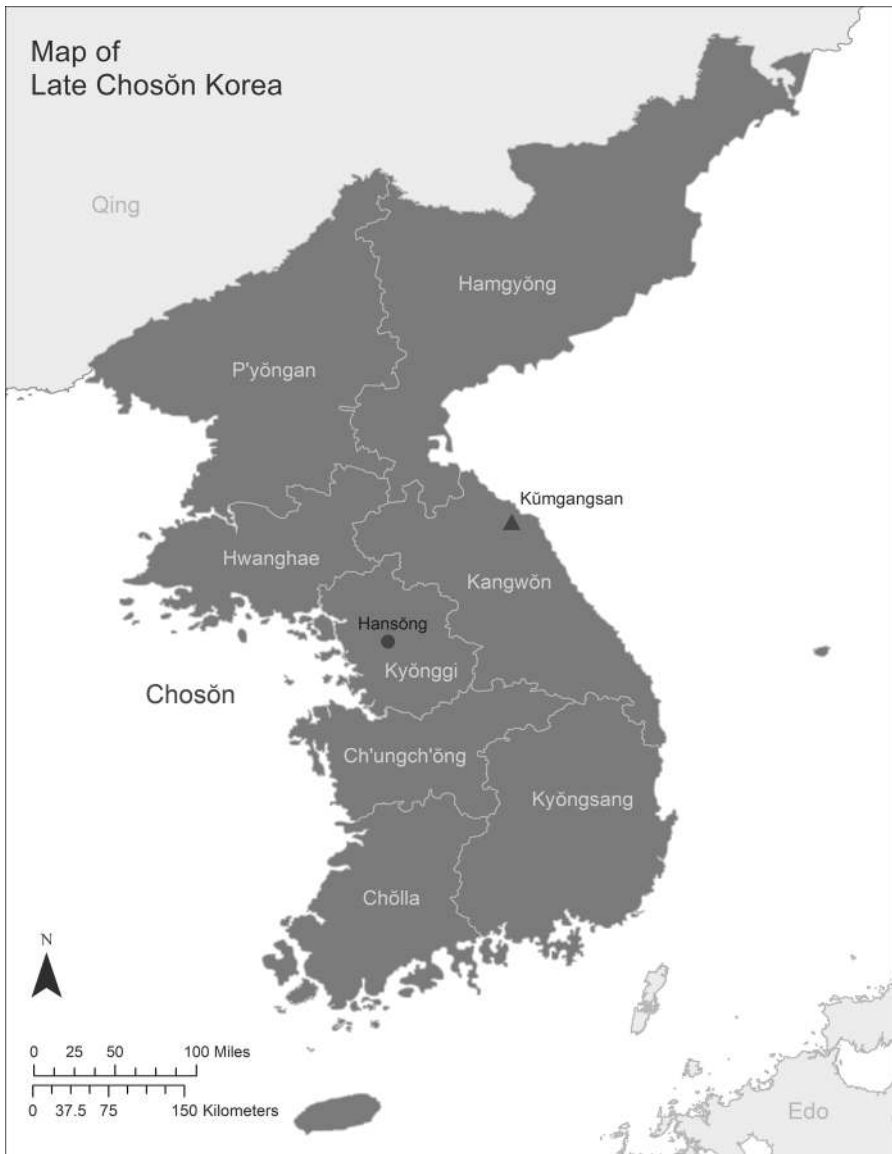 Map of
Late Chosŏn Korea
Qing
Hamgyŏng
P'yŏngan
Kŭmgangsan
Hwanghae
Kangwŏn
Hansŏng
Kyŏnggi
Chosŏn
Ch'ungch'ŏng
Kyŏngsang
Chŏlla
N
0 25 50 100 Miles
0 37.5 75 150 Kilometers
Edo